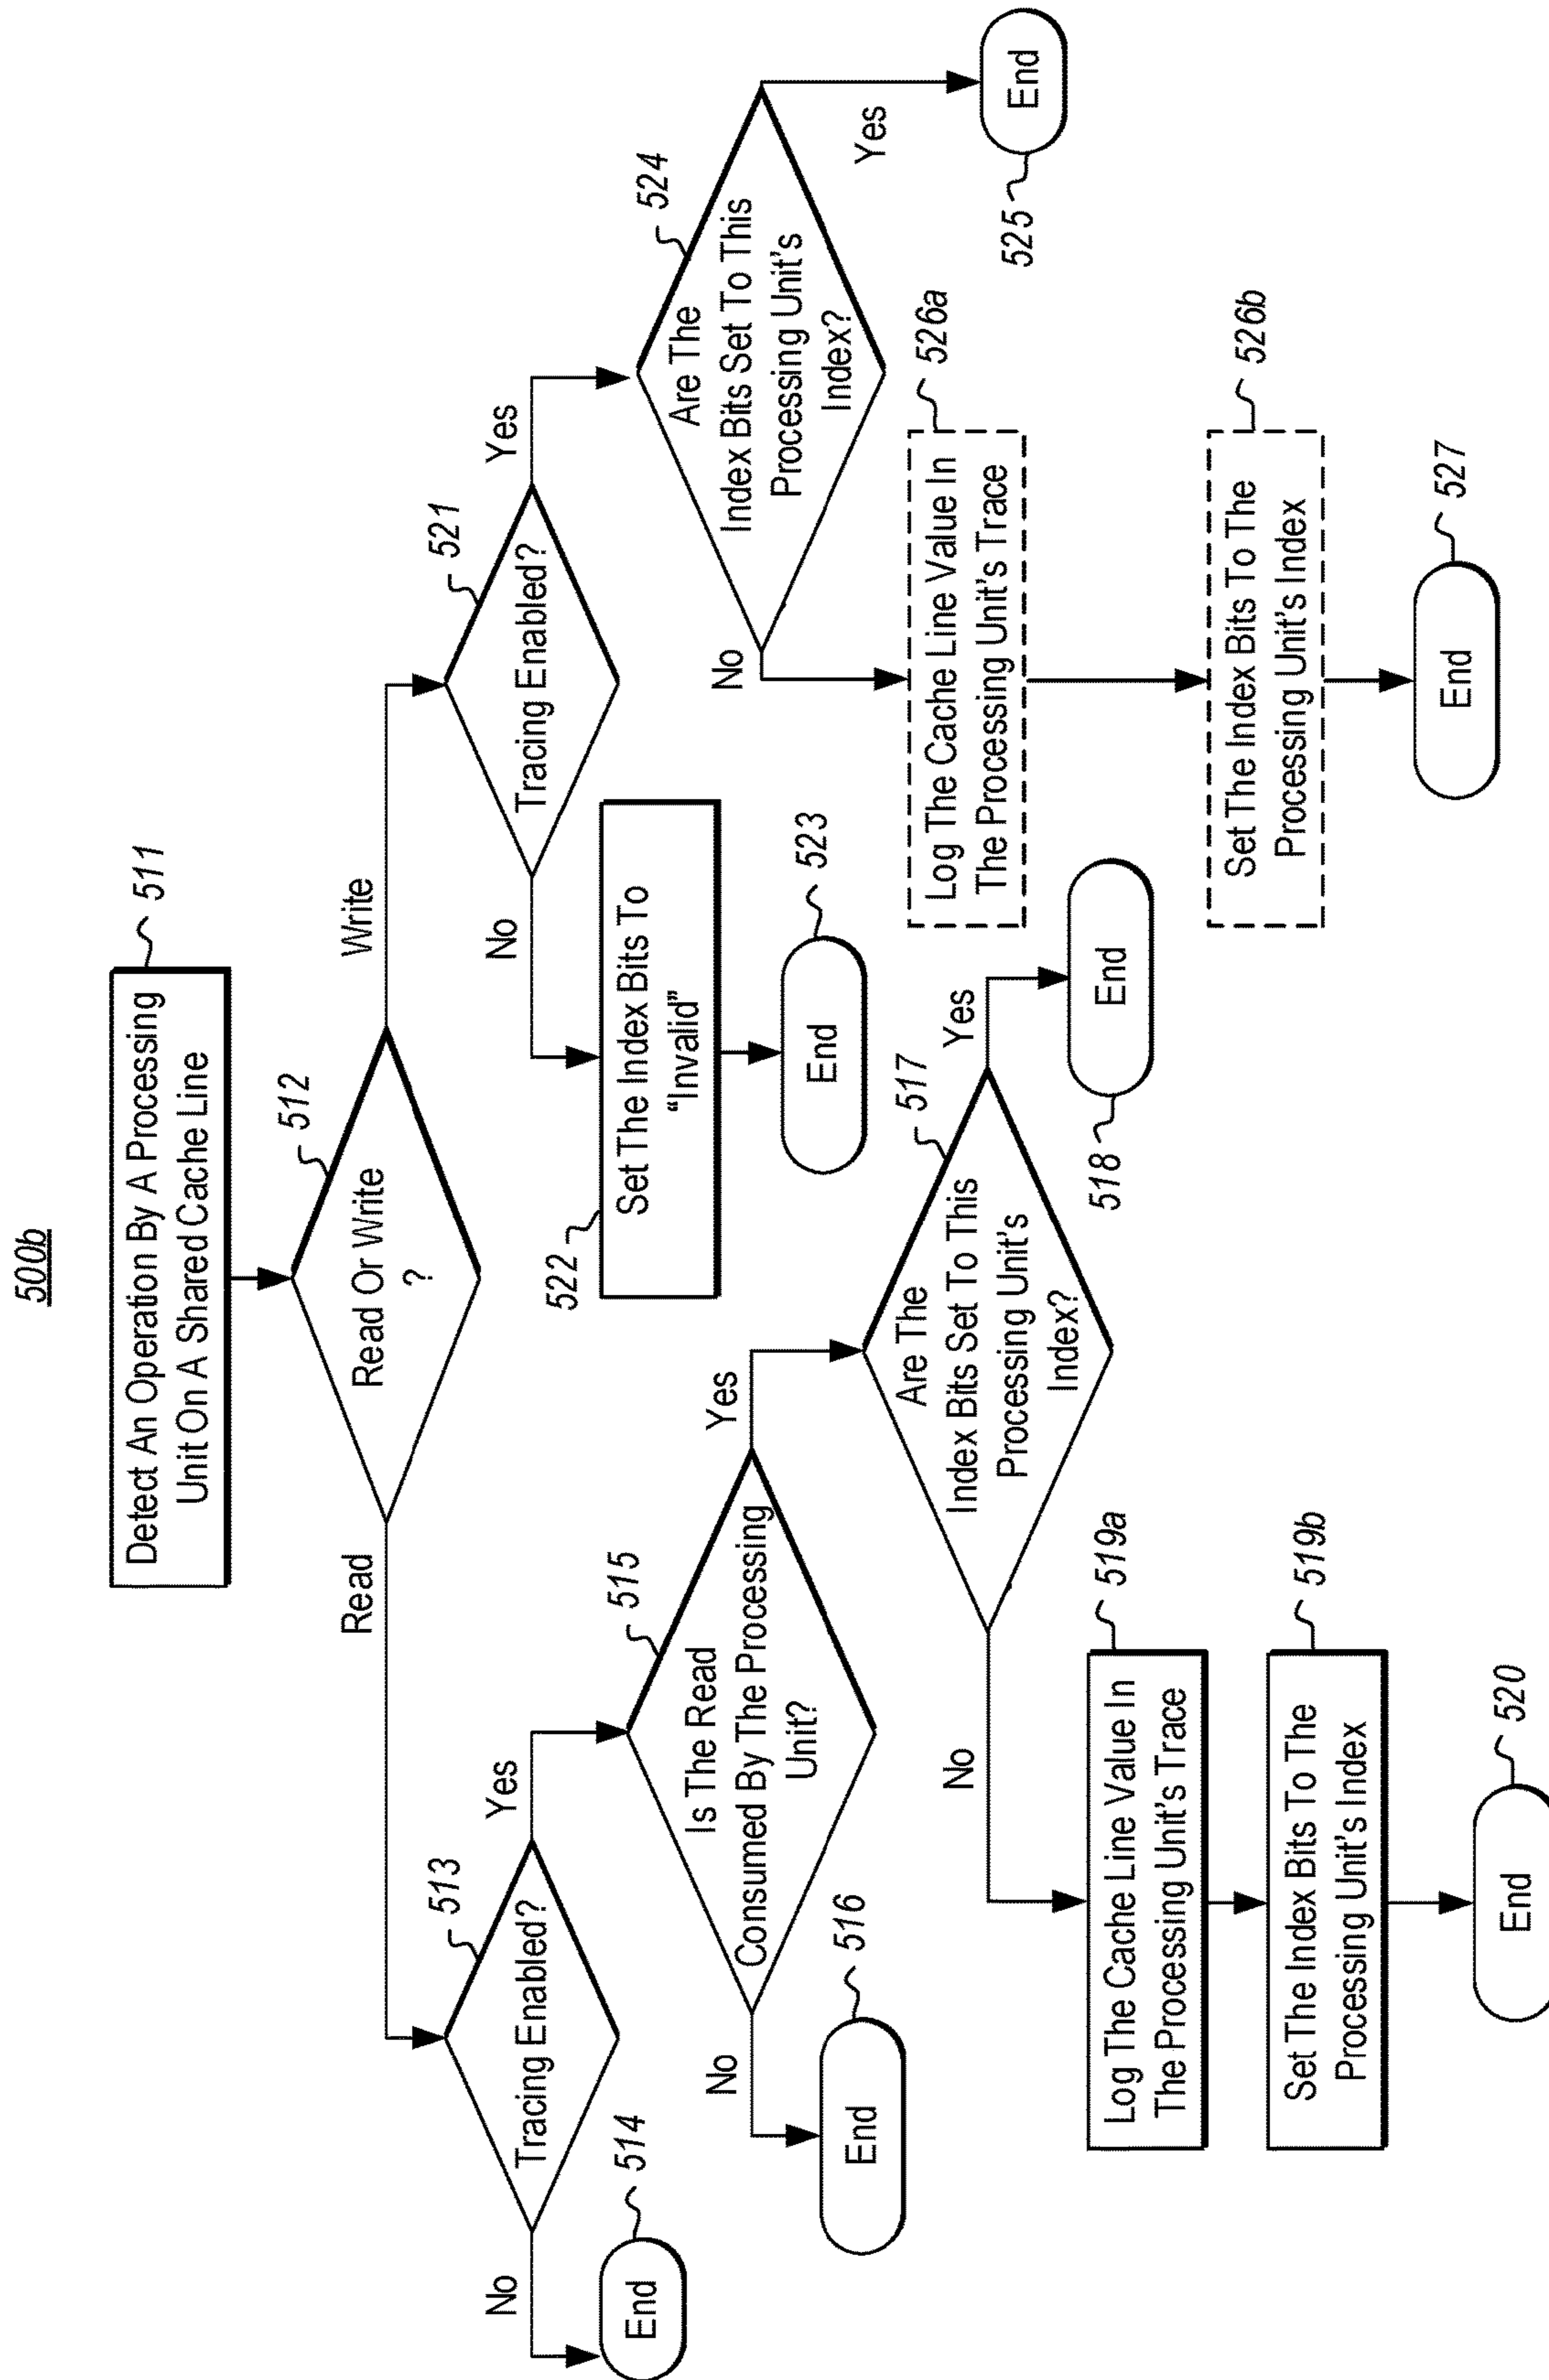 500b
Detect An Operation By A Processing
Unit On A Shared Cache Line
511
Read Or Write
?
512
Read
Write
Tracing Enabled?
513
Tracing Enabled?
521
No
Yes
No
Yes
End
514
Is The Read
Consumed By The Processing
Unit?
515
Set The Index Bits To
“Invalid”
522
Are The
Index Bits Set To This
Processing Unit's
Index?
524
No
Yes
End
523
No
Yes
End
516
Are The
Index Bits Set To This
Processing Unit's
Index?
517
Log The Cache Line Value In
The Processing Unit's Trace
526a
End
525
No
Yes
Log The Cache Line Value In
The Processing Unit's Trace
519a
End
518
Set The Index Bits To The
Processing Unit's Index
526b
Set The Index Bits To The
Processing Unit's Index
519b
End
527
End
520